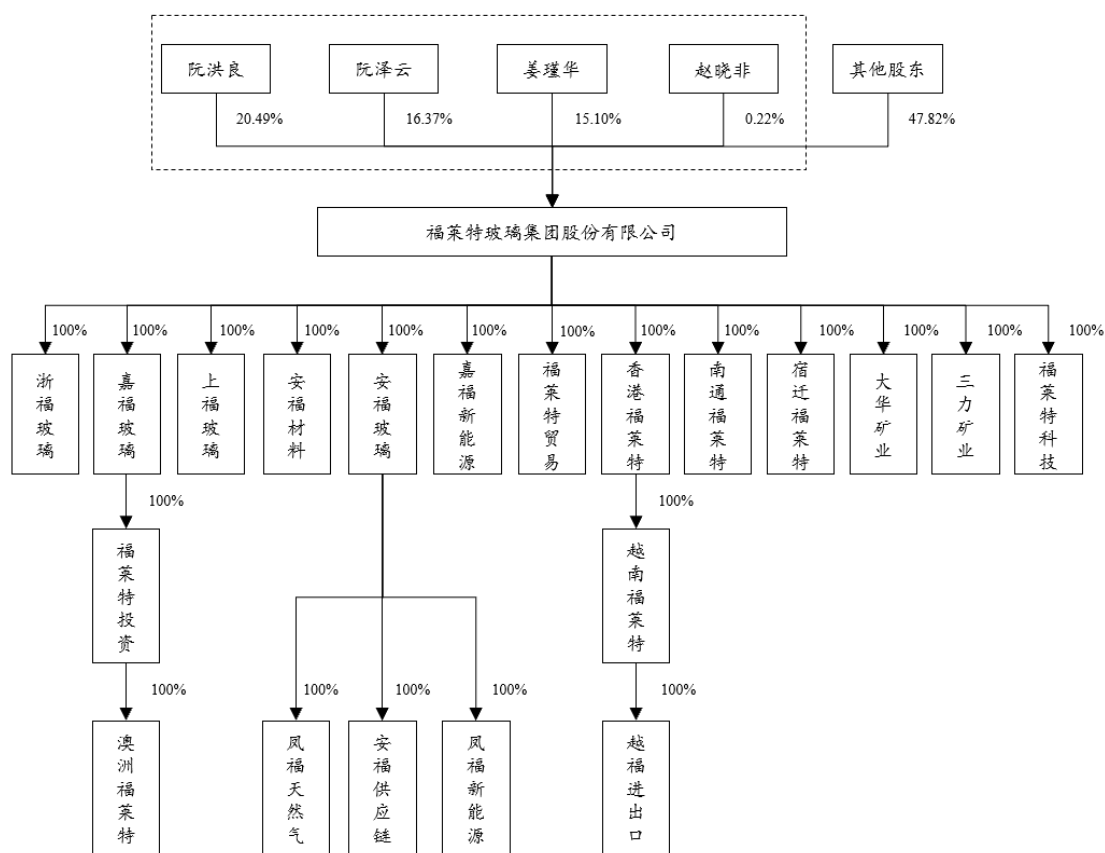 阮洪良
阮泽云
姜瑾华
赵晓非
其他股东
20.49%
16.37%
15.10%
0.22%
47.82%
福莱特玻璃集团股份有限公司
100%
100%
100%
100%
100%
100%
100%
100%
100%
100%
100%
100%
100%
浙福玻璃
嘉福玻璃
上福玻璃
安福材料
安福玻璃
嘉福新能源
福莱特贸易
香港福莱特
南通福莱特
宿迁福莱特
大华矿业
三力矿业
福莱特科技
100%
100%
福莱特投资
越南福莱特
100%
100%
100%
100%
100%
澳洲福莱特
凤福天然气
安福供应链
凤福新能源
越福进出口